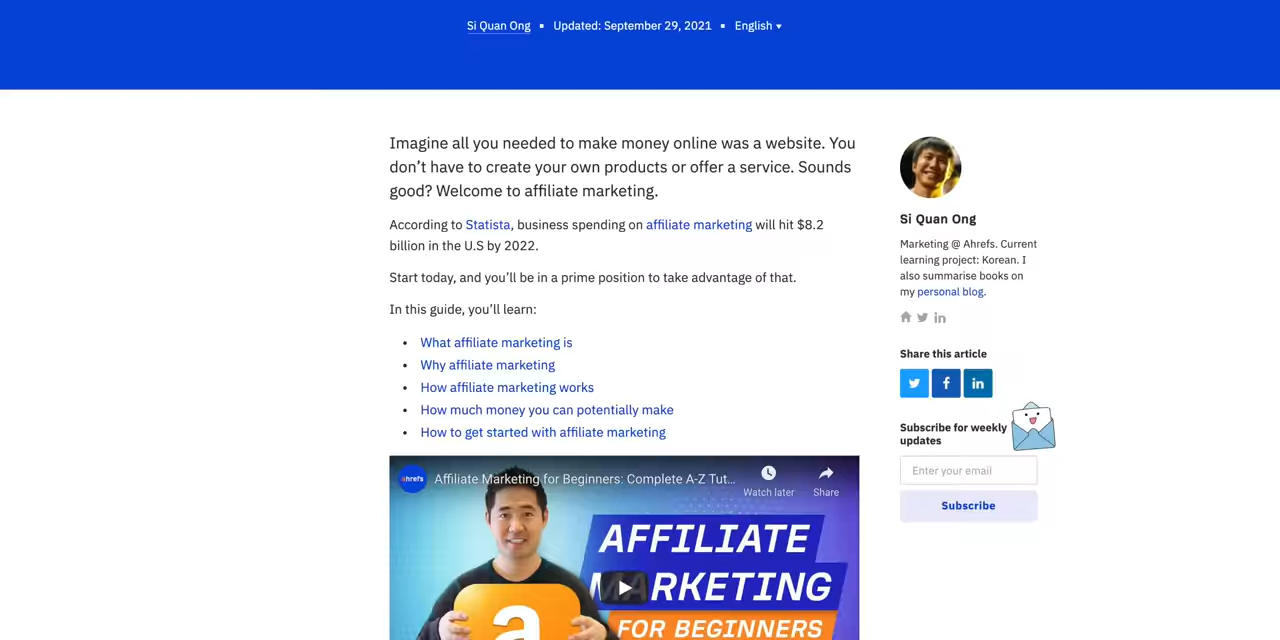 Si Quan Ong ▪ Updated: September 29, 2021 ▪ English ▾
Imagine all you needed to make money online was a website. You
don’t have to create your own products or offer a service. Sounds
good? Welcome to affiliate marketing.
According to Statista, business spending on affiliate marketing will hit $8.2
billion in the U.S by 2022.
Start today, and you’ll be in a prime position to take advantage of that.
In this guide, you’ll learn:
• What affiliate marketing is
• Why affiliate marketing
• How affiliate marketing works
• How much money you can potentially make
• How to get started with affiliate marketing
ahrefs
Affiliate Marketing for Beginners: Complete A-Z Tut...
Watch later
Share
AFFILIATE
MARKETING
FOR BEGINNERS
a
Si Quan Ong
Marketing @ Ahrefs. Current
learning project: Korean. I
also summarise books on
my personal blog.
in
Share this article
f
in
Subscribe for weekly
updates
Enter your email
Subscribe